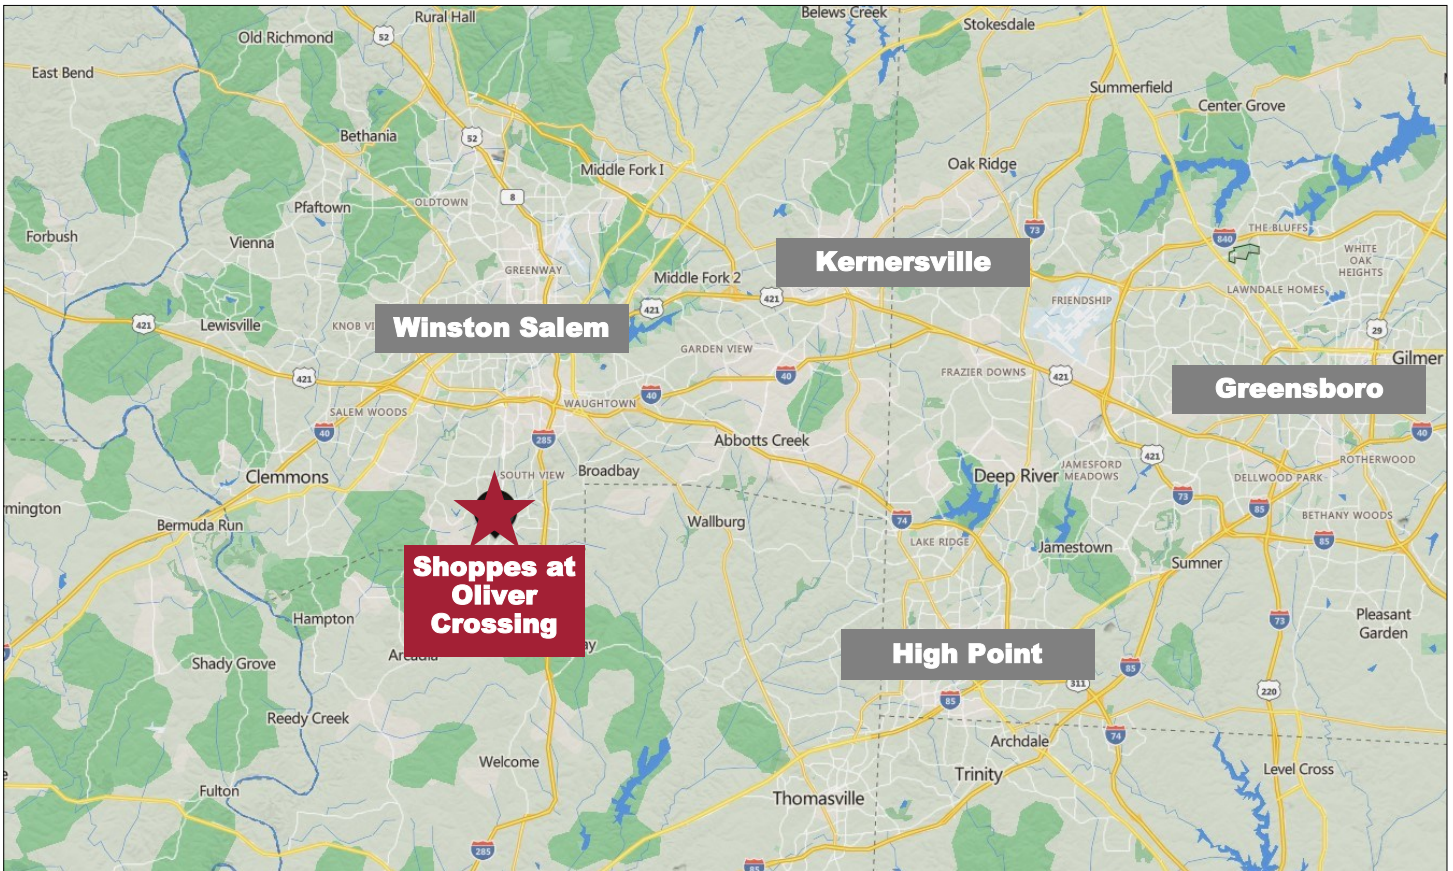 Rural Hall
Belews Creek
Stokesdale
Old Richmond
52
East Bend
Summerfield
Center Grove
Bethania
52
Middle Fork I
Oak Ridge
8
OLDTOWN
Pfaftown
Forbush
Vienna
73
840
THE BLUFFS
WHITE
OAK
HEIGHTS
GREENWAY
Middle Fork 2
Kernersville
LAWNDALE HOMES
421
421
FRIENDSHIP
421
Lewisville
KNOB
Winston Salem
29
GARDEN VIEW
Gilmer
421
40
FRAZIER DOWNS
421
40
Greensboro
SALEM WOODS
WAUGHTOWN
40
285
Abbotts Creek
40
421
ROTHERWOOD
Clemmons
SOUTH VIEW
Broadbay
Deep River
JAMESFORD
MEADOWS
DELLWOOD PARK
73
85
mington
Bermuda Run
Wallburg
74
BETHANY WOODS
LAKE RIDGE
85
Jamestown
Sumner
Shoppes at
Oliver
Crossing
Hampton
73
Pleasant
Garden
Shady Grove
High Point
85
311
85
220
Reedy Creek
74
Archdale
Welcome
Trinity
Level Cross
Fulton
Thomasville
285
85